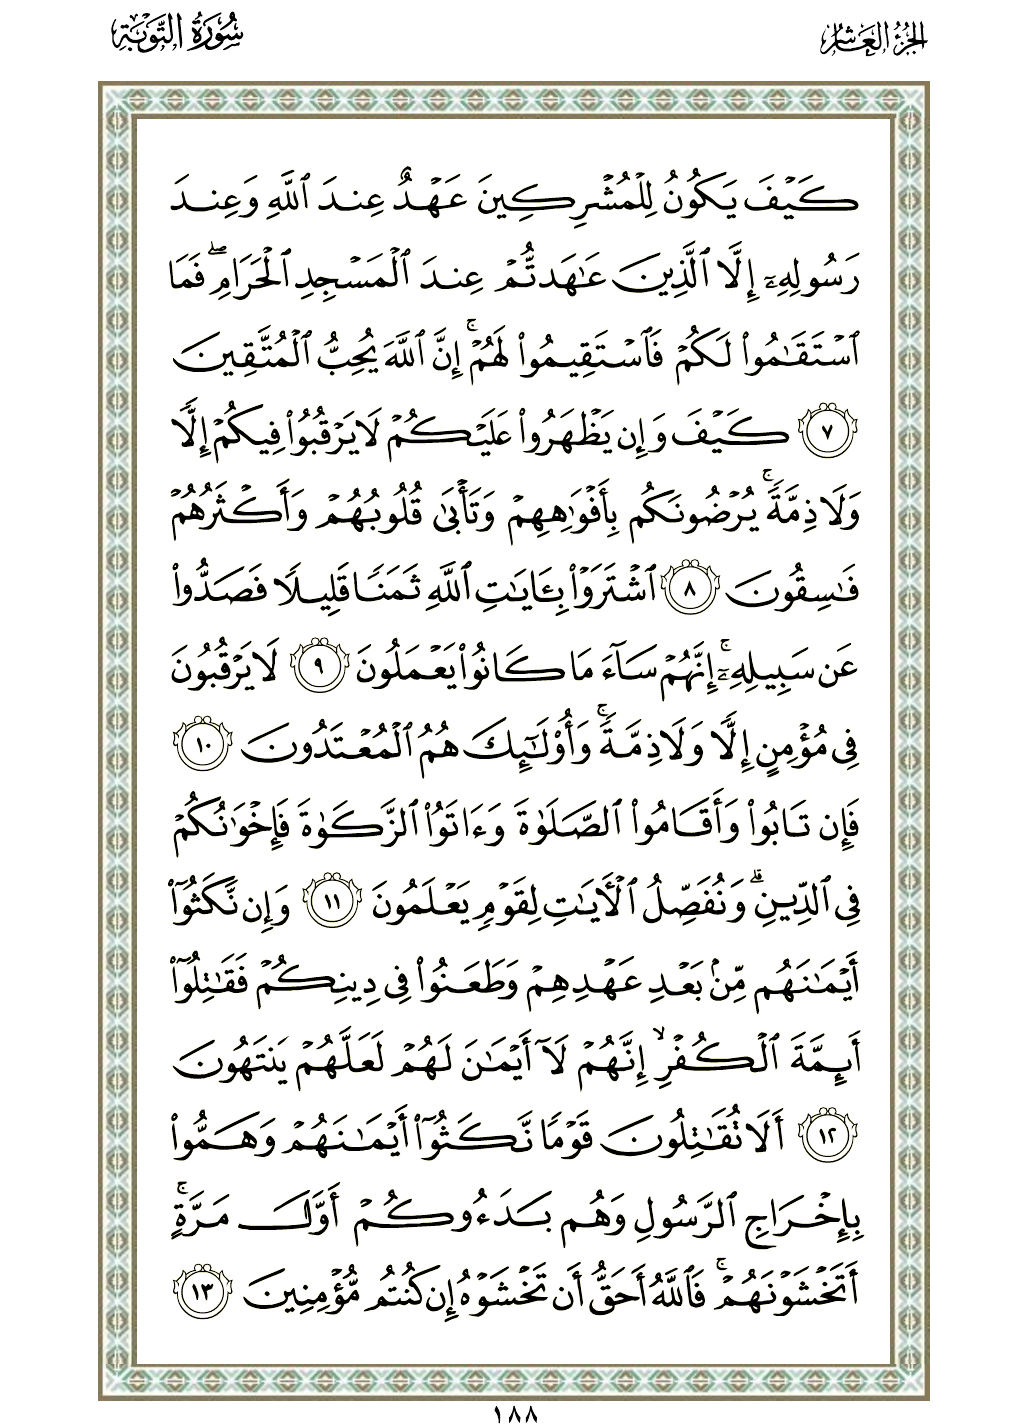 الجزء العاشر
سورة التوبة
كَيْفَ يَكُونُ لِلْمُشْرِكِينَ عَهْدٌ عِندَ ٱللَّهِ وَعِندَ
رَسُولِهِۦٓ إِلَّا ٱلَّذِينَ عَٰهَدتُّمْ عِندَ ٱلْمَسْجِدِ ٱلْحَرَامِ ۖ فَمَا
ٱسْتَقَٰمُوا۟ لَكُمْ فَٱسْتَقِيمُوا۟ لَهُمْ ۚ إِنَّ ٱللَّهَ يُحِبُّ ٱلْمُتَّقِينَ
٧ كَيْفَ وَإِن يَظْهَرُوا۟ عَلَيْكُمْ لَا يَرْقُبُوا۟ فِيكُمْ إِلًّا
وَلَا ذِمَّةً ۚ يُرْضُونَكُم بِأَفْوَٰهِهِمْ وَتَأْبَىٰ قُلُوبُهُمْ وَأَكْثَرُهُمْ
فَٰسِقُونَ ٨ ٱشْتَرَوْا۟ بِـَٔايَٰتِ ٱللَّهِ ثَمَنًا قَلِيلًا فَصَدُّوا۟
عَن سَبِيلِهِۦٓ ۚ إِنَّهُمْ سَآءَ مَا كَانُوا۟ يَعْمَلُونَ ٩ لَا يَرْقُبُونَ
فِى مُؤْمِنٍ إِلًّا وَلَا ذِمَّةً ۚ وَأُو۟لَٰٓئِكَ هُمُ ٱلْمُعْتَدُونَ ١٠
فَإِن تَابُوا۟ وَأَقَامُوا۟ ٱلصَّلَوٰةَ وَءَاتَوُا۟ ٱلزَّكَوٰةَ فَإِخْوَٰنُكُمْ
فِى ٱلدِّينِ ۗ وَنُفَصِّلُ ٱلْـَٔايَٰتِ لِقَوْمٍ يَعْلَمُونَ ١١ وَإِن نَّكَثُوٓا۟
أَيْمَٰنَهُم مِّنۢ بَعْدِ عَهْدِهِمْ وَطَعَنُوا۟ فِى دِينِكُمْ فَقَٰتِلُوٓا۟
أَئِمَّةَ ٱلْكُفْرِ ۙ إِنَّهُمْ لَآ أَيْمَٰنَ لَهُمْ لَعَلَّهُمْ يَنتَهُونَ
١٢ أَلَا تُقَٰتِلُونَ قَوْمًا نَّكَثُوٓا۟ أَيْمَٰنَهُمْ وَهَمُّوا۟
بِإِخْرَاجِ ٱلرَّسُولِ وَهُم بَدَءُوكُمْ أَوَّلَ مَرَّةٍ ۚ
أَتَخْشَوْنَهُمْ ۚ فَٱللَّهُ أَحَقُّ أَن تَخْشَوْهُ إِن كُنتُم مُّؤْمِنِينَ ١٣
١٨٨